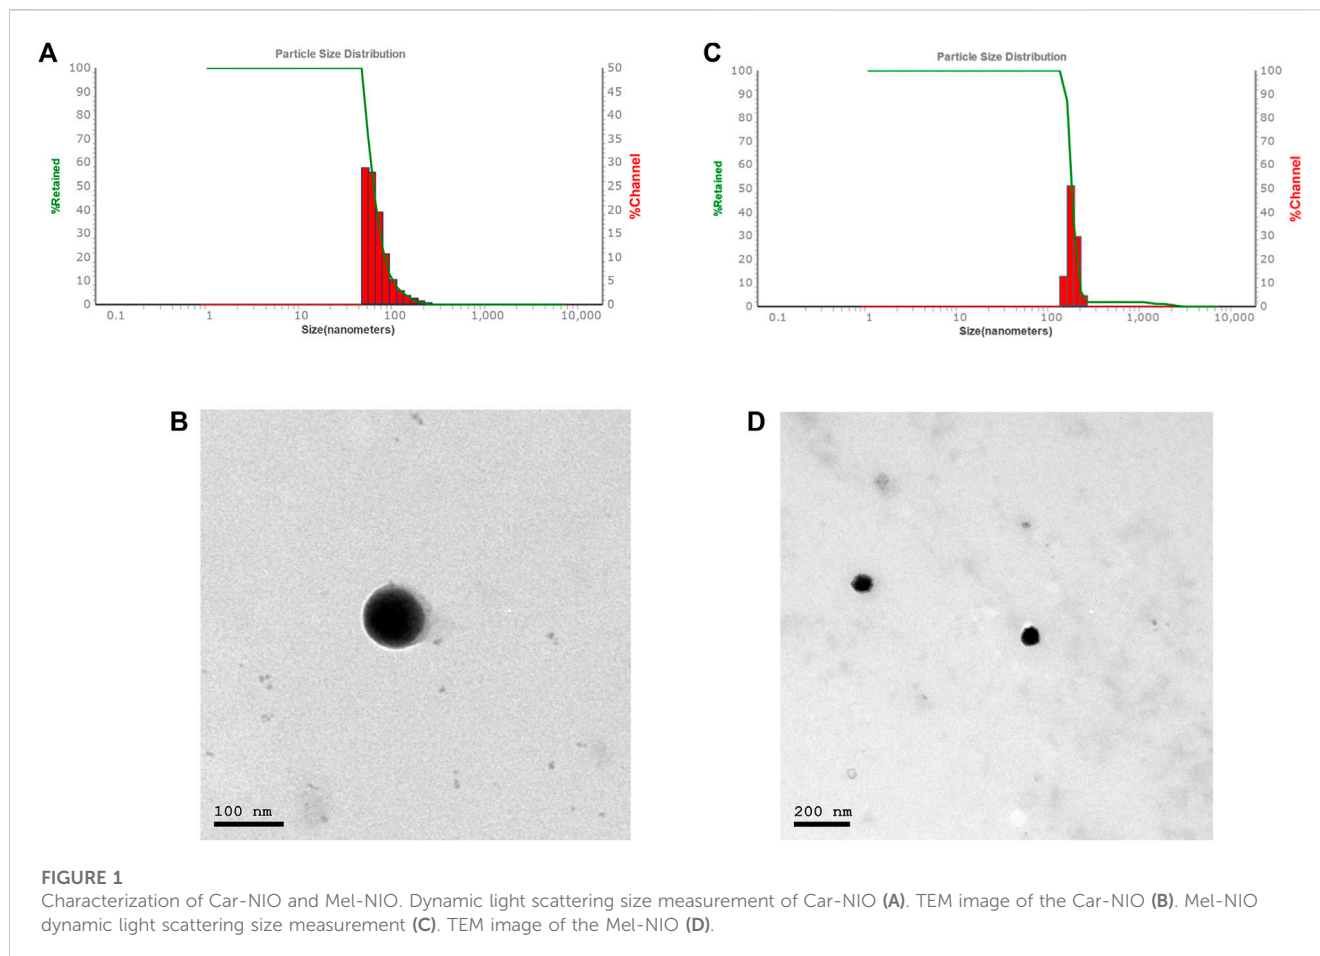 A
Particle Size Distribution
100
90
80
70
60
50
40
30
20
10
0
%Retained
50
45
40
35
30
25
20
15
10
5
0
%Channel
0.1 1 10 100 1,000 10,000
Size(nanometers)
C
Particle Size Distribution
100
90
80
70
60
50
40
30
20
10
0
%Retained
100
90
80
70
60
50
40
30
20
10
0
%Channel
0.1 1 10 100 1,000 10,000
Size(nanometers)
B
100 nm
D
200 nm
FIGURE 1
Characterization of Car-NIO and Mel-NIO. Dynamic light scattering size measurement of Car-NIO (A). TEM image of the Car-NIO (B). Mel-NIO
dynamic light scattering size measurement (C). TEM image of the Mel-NIO (D).